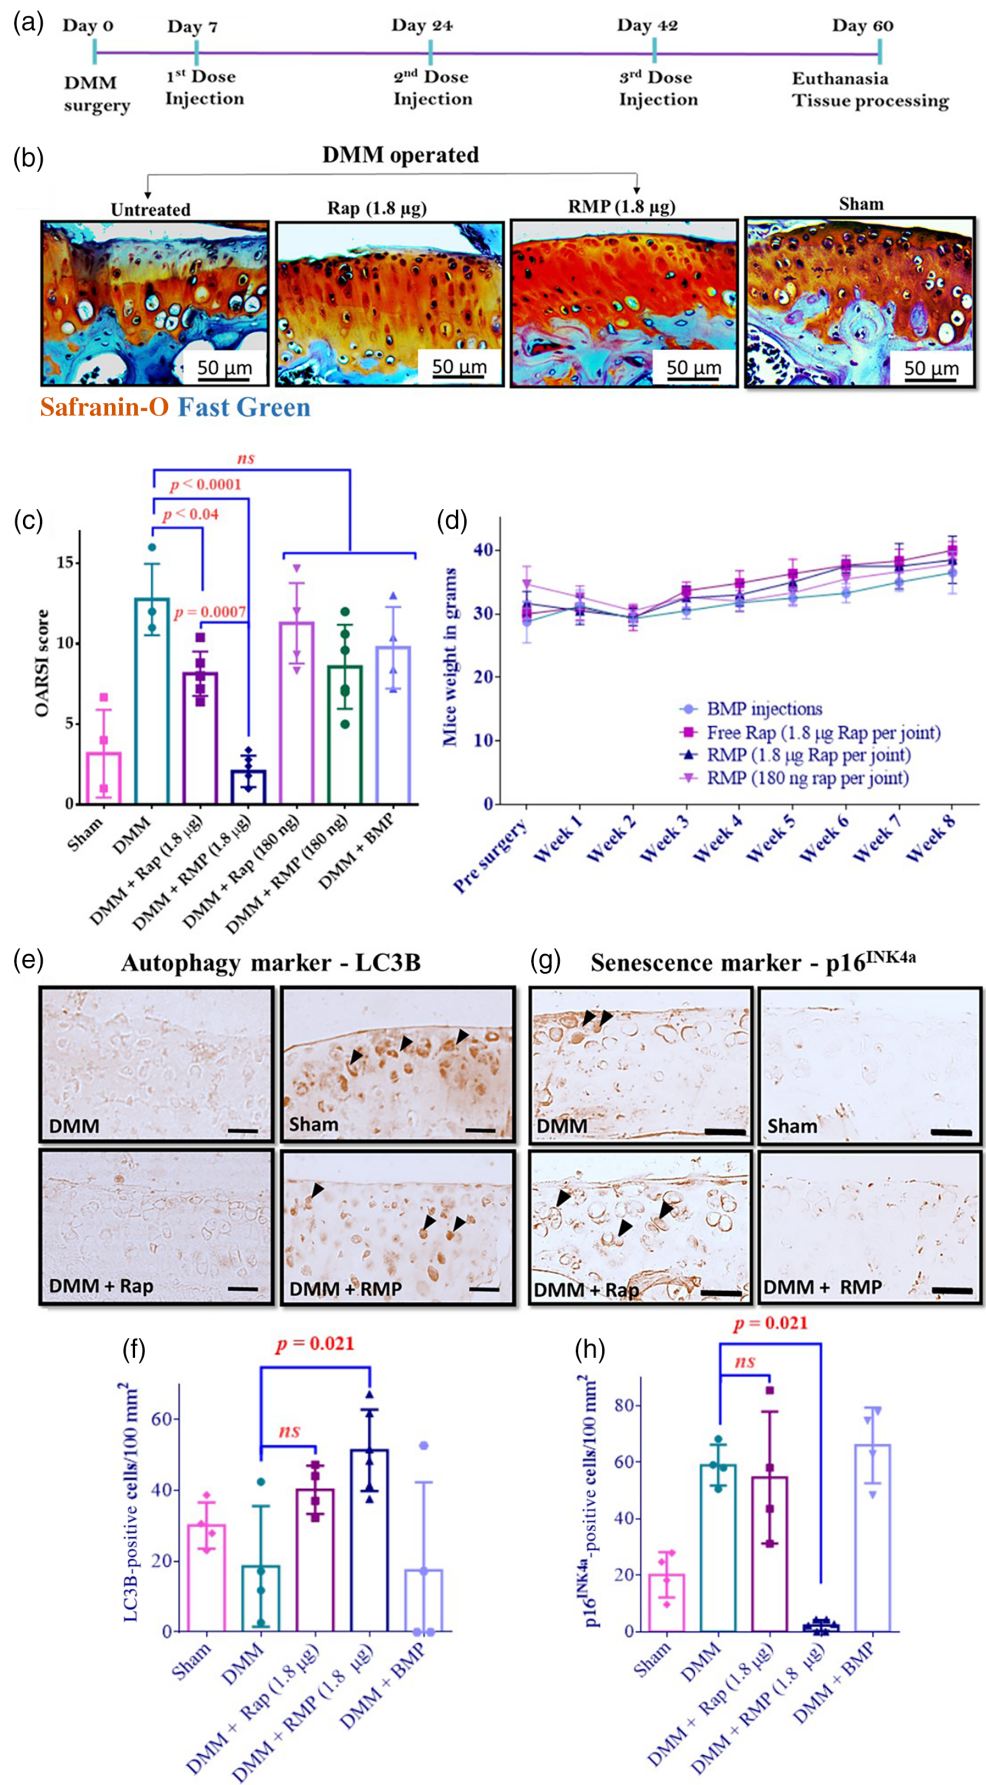 (a)
Day 0
Day 7
Day 24
Day 42
Day 60
DMM
surgery
1st Dose
Injection
2nd Dose
Injection
3rd Dose
Injection
Euthanasia
Tissue processing
(b)
DMM operated
Untreated
Rap (1.8 µg)
RMP (1.8 µg)
Sham
50 µm
50 µm
50 µm
50 µm
Safranin-O Fast Green
(c)
ns
p < 0.0001
p < 0.04
p = 0.0007
OARSI score
15
10
5
0
Sham
DMM
DMM + Rap (1.8 µg)
DMM + RMP (1.8 µg)
DMM + Rap (180 ng)
DMM + RMP (180 ng)
DMM + BMP
(d)
Mice weight in grams
40
30
20
10
0
BMP injections
Free Rap (1.8 µg Rap per joint)
RMP (1.8 µg Rap per joint)
RMP (180 ng rap per joint)
Pre surgery
Week 1
Week 2
Week 3
Week 4
Week 5
Week 6
Week 7
Week 8
(e)
Autophagy marker - LC3B
DMM
Sham
DMM + Rap
DMM + RMP
(g)
Senescence marker - p16INK4a
DMM
Sham
DMM + Rap
DMM + RMP
(f)
p = 0.021
ns
LC3B-positive cells/100 mm2
60
40
20
0
Sham
DMM
DMM + Rap (1.8 µg)
DMM + RMP (1.8 µg)
DMM + BMP
(h)
p = 0.021
ns
p16INK4a-positive cells/100 mm2
80
60
40
20
0
Sham
DMM
DMM + Rap (1.8 µg)
DMM + RMP (1.8 µg)
DMM + BMP